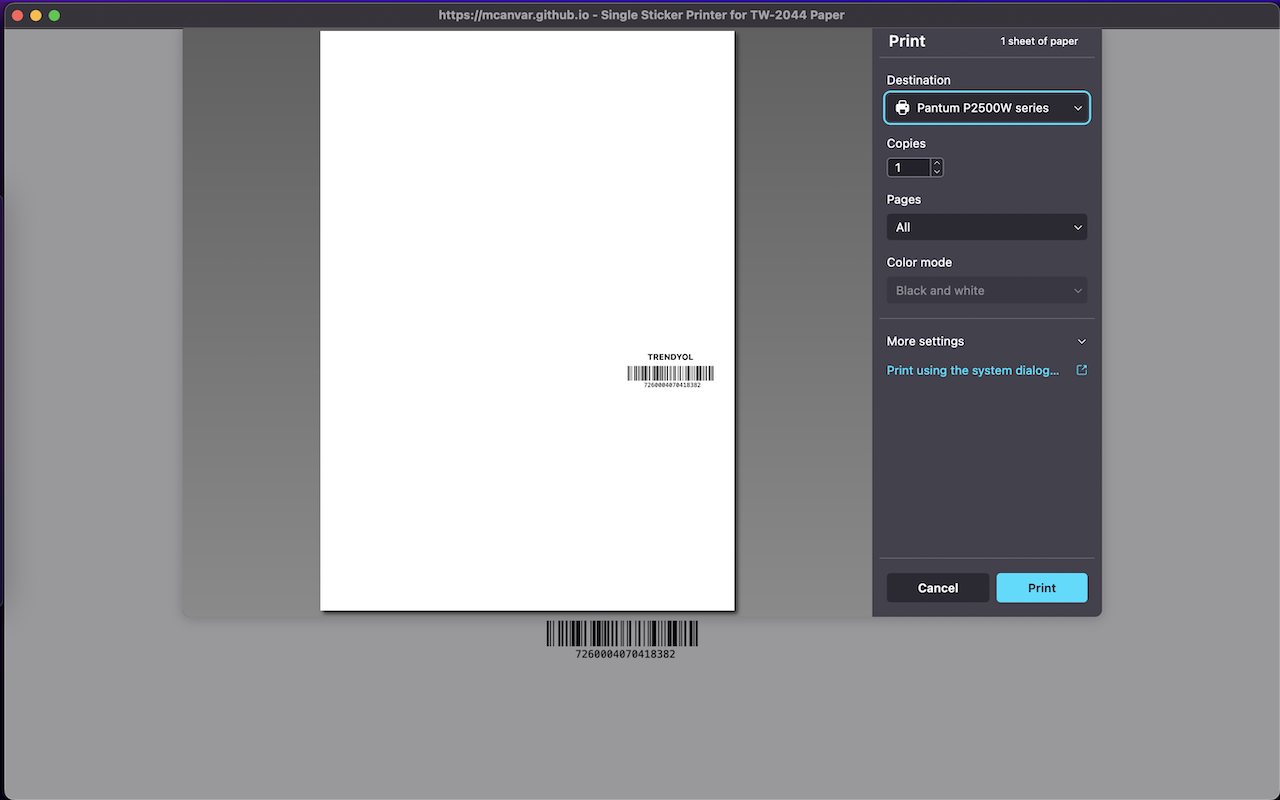 https://mcanvar.github.io - Single Sticker Printer for TW-2044 Paper
TRENDYOL
7260004070418382
7260004070418382
Print
1 sheet of paper
Destination
Pantum P2500W series
Copies
1
Pages
All
Color mode
Black and white
More settings
Print using the system dialog...
Cancel
Print